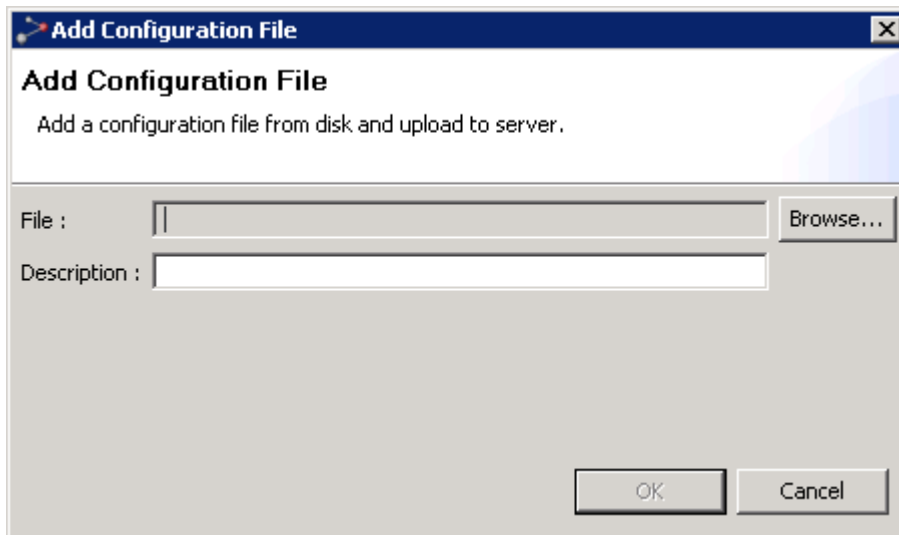 Add Configuration File
Add Configuration File
Add a configuration file from disk and upload to server.
File :
Browse...
Description :
OK
Cancel